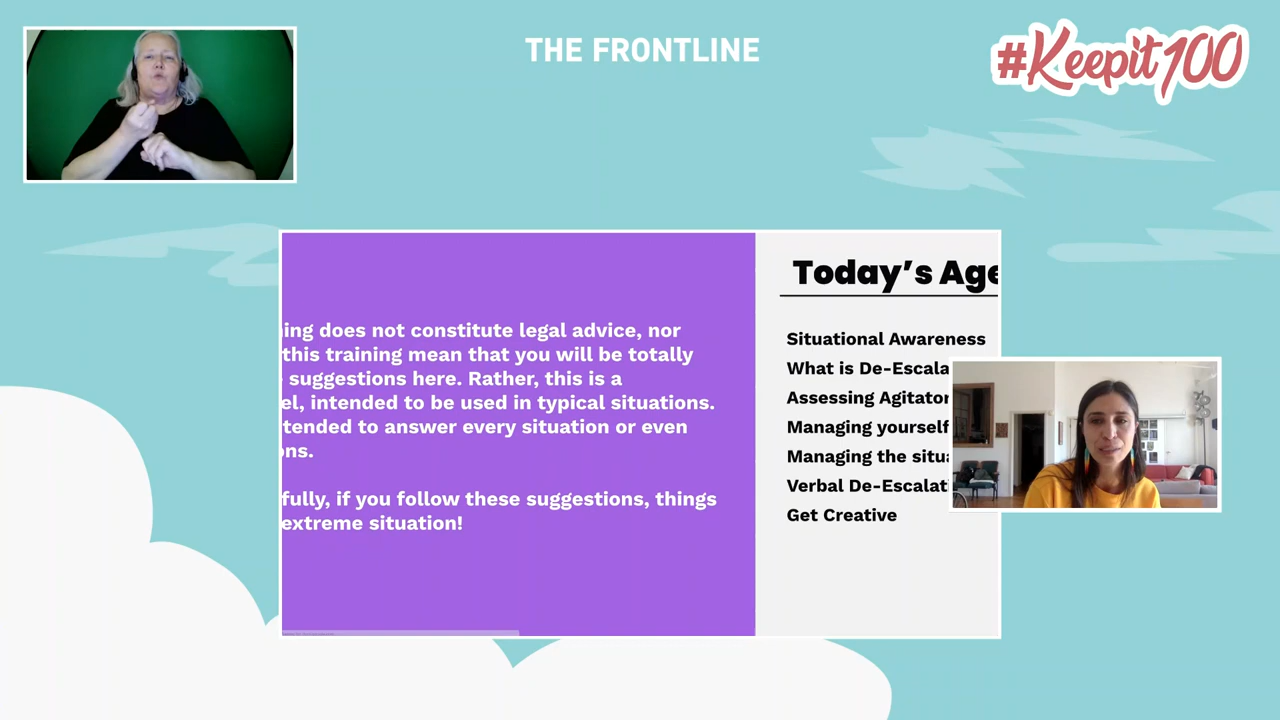 THE FRONTLINE
#Keepit100
ing does not constitute legal advice, nor
this training mean that you will be totally
suggestions here. Rather, this is a
el, intended to be used in typical situations.
tended to answer every situation or even
ons.
fully, if you follow these suggestions, things
extreme situation!
Today's Age
Situational Awareness
What is De-Escala
Assessing Agitator
Managing yourself
Managing the situa
Verbal De-Escalati
Get Creative